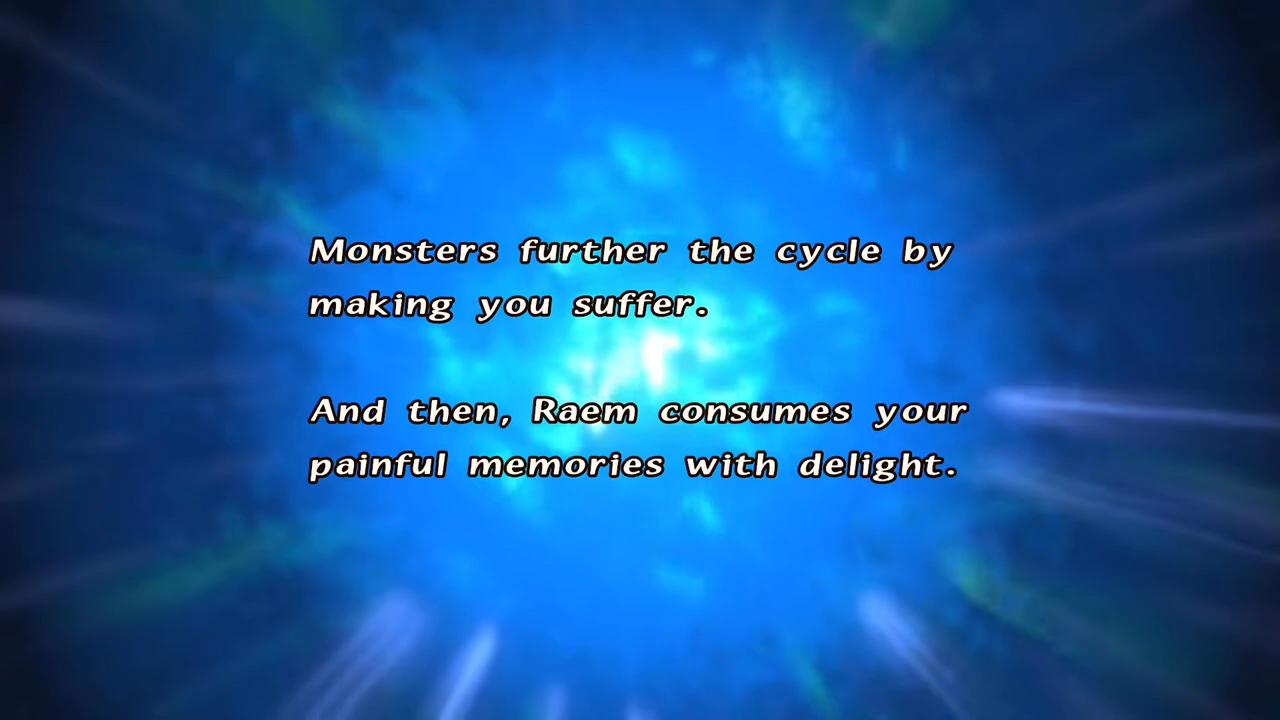 Monsters further the cycle by
making you suffer.
And then, Raem consumes your
painful memories with delight.